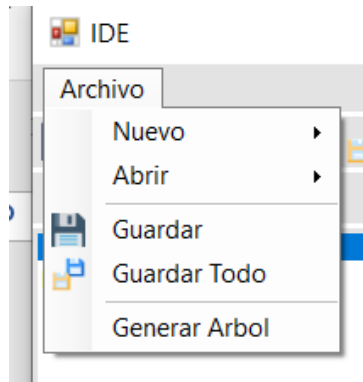 IDE
Archivo
Nuevo
Abrir
Guardar
Guardar Todo
Generar Arbol